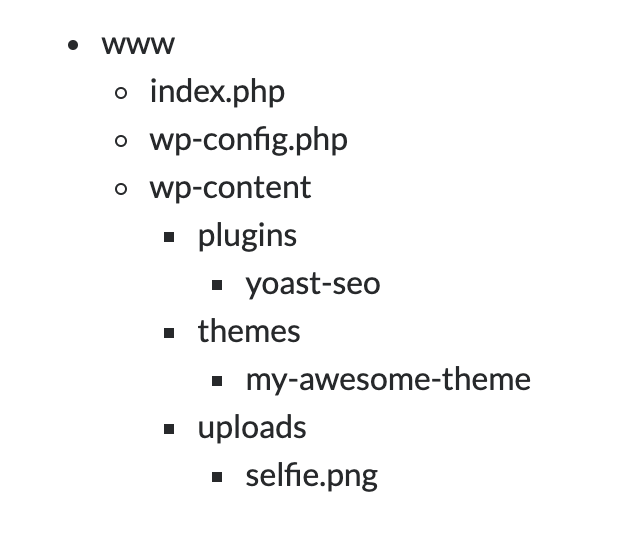 www
index.php
wp-config.php
wp-content
plugins
yoast-seo
themes
my-awesome-theme
uploads
selfie.png